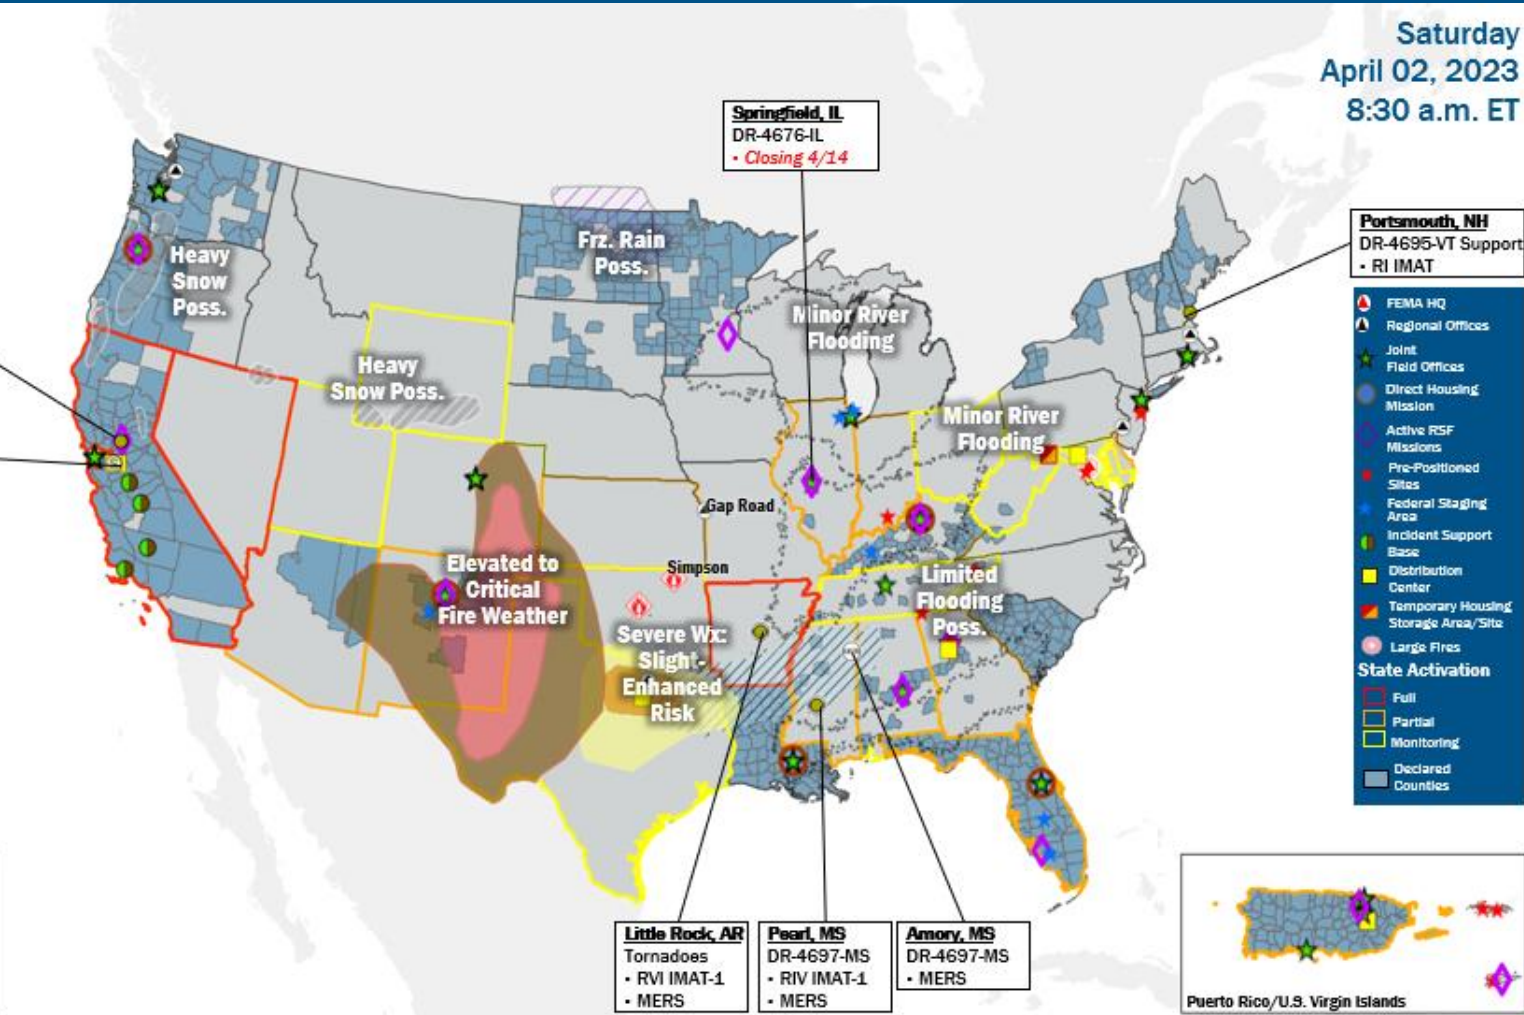 Saturday
April 02, 2023
8:30 a.m. ET
Springfield, IL
DR-4676-IL
• Closing 4/14
Portsmouth, NH
DR-4695-VT Support
• RI IMAT
Heavy
Snow
Poss.
Frz. Rain
Poss.
Minor River
Flooding
Heavy
Snow Poss.
Minor River
Flooding
Gap Road
Simpson
Elevated to
Critical
Fire Weather
Limited
Flooding
Poss.
Severe Wx:
Slight-
Enhanced
Risk
FEMA HQ
Regional Offices
Joint
Field Offices
Direct Housing
Mission
Active RSF
Missions
Pre-Positioned
Sites
Federal Staging
Area
Incident Support
Base
Distribution
Center
Temporary Housing
Storage Area/Site
Large Fires
State Activation
Full
Partial
Monitoring
Declared
Counties
Little Rock, AR
Tornadoes
• RVI IMAT-1
• MERS
Pearl, MS
DR-4697-MS
• RIV IMAT-1
• MERS
Amory, MS
DR-4697-MS
• MERS
Puerto Rico/U.S. Virgin Islands